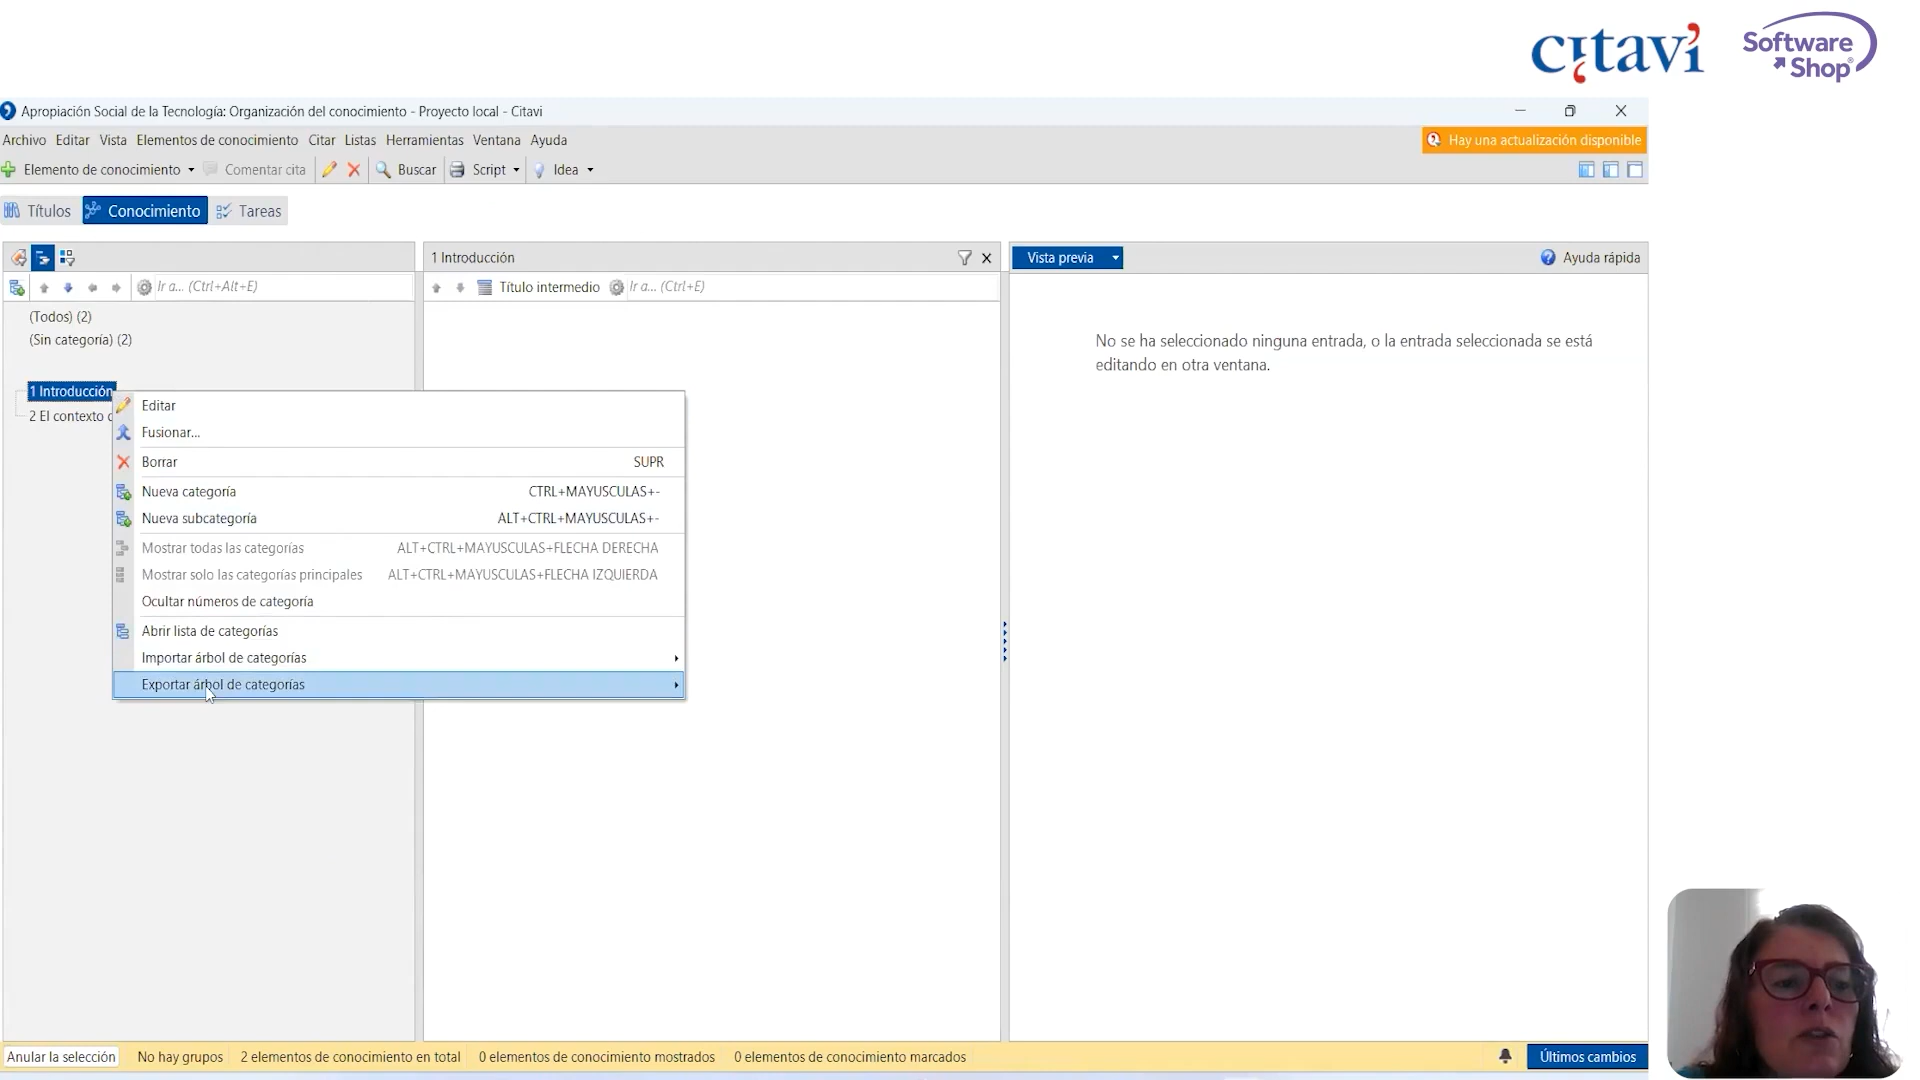 citavi
Software
Shop®
Apropiación Social de la Tecnología: Organización del conocimiento - Proyecto local - Citavi
Archivo Editar Vista Elementos de conocimiento Citar Listas Herramientas Ventana Ayuda
Hay una actualización disponible
Elemento de conocimiento Comentar cita Buscar Script Idea
Títulos Conocimiento Tareas
1 Introducción
Vista previa
Ayuda rápida
Ir a... (Ctrl+Alt+E)
Título intermedio Ir a... (Ctrl+E)
(Todos) (2)
(Sin categoría) (2)
No se ha seleccionado ninguna entrada, o la entrada seleccionada se está
editando en otra ventana.
1 Introducción
2 El contexto
Editar
Fusionar...
Borrar SUPR
Nueva categoría CTRL+MAYUSCULAS+-
Nueva subcategoría ALT+CTRL+MAYUSCULAS+-
Mostrar todas las categorías ALT+CTRL+MAYUSCULAS+FLECHA DERECHA
Mostrar solo las categorías principales ALT+CTRL+MAYUSCULAS+FLECHA IZQUIERDA
Ocultar números de categoría
Abrir lista de categorías
Importar árbol de categorías
Exportar árbol de categorías
Anular la selección No hay grupos 2 elementos de conocimiento en total 0 elementos de conocimiento mostrados 0 elementos de conocimiento marcados
Últimos cambios